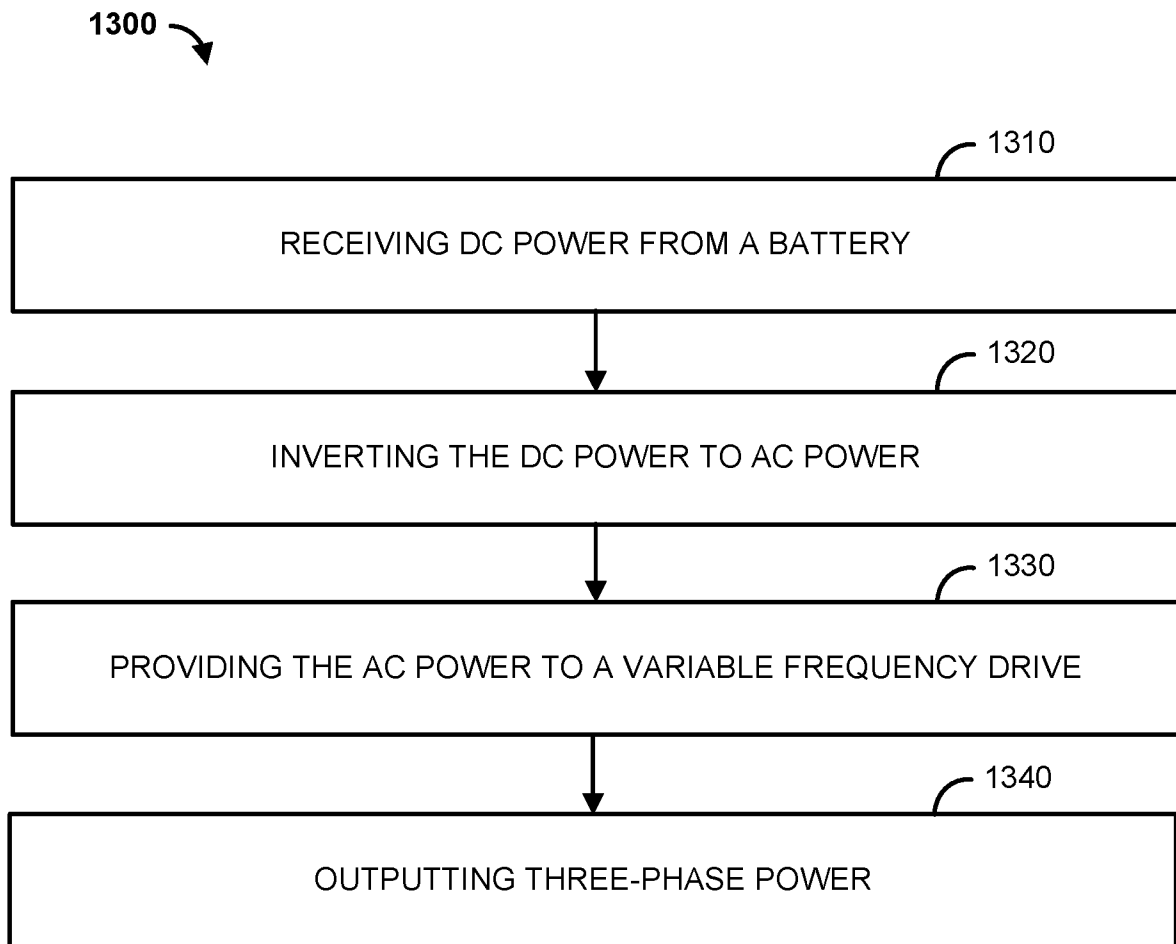 1300
1310
RECEIVING DC POWER FROM A BATTERY
1320
INVERTING THE DC POWER TO AC POWER
1330
PROVIDING THE AC POWER TO A VARIABLE FREQUENCY DRIVE
1340
OUTPUTTING THREE-PHASE POWER